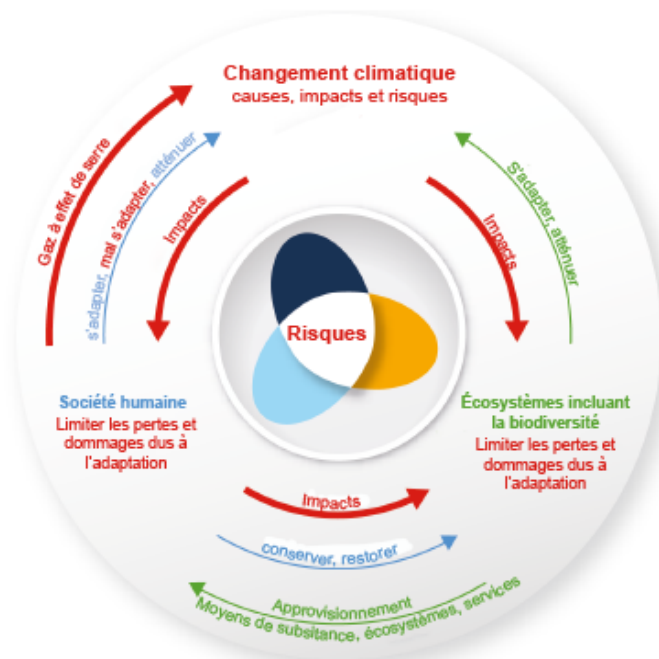 Changement climatique
causes, impacts et risques
Gaz à effet de serre
s'adapter, mal s'adapter, atténuer
Impacts
Impacts
S'adapter, atténuer
Risques
Société humaine
Limiter les pertes et
dommages dus à
l'adaptation
Écosystèmes incluant
la biodiversité
Limiter les pertes et
dommages dus à
l'adaptation
Impacts
conserver, restorer
Approvisionnement
Moyens de subsitance, écosystèmes, services